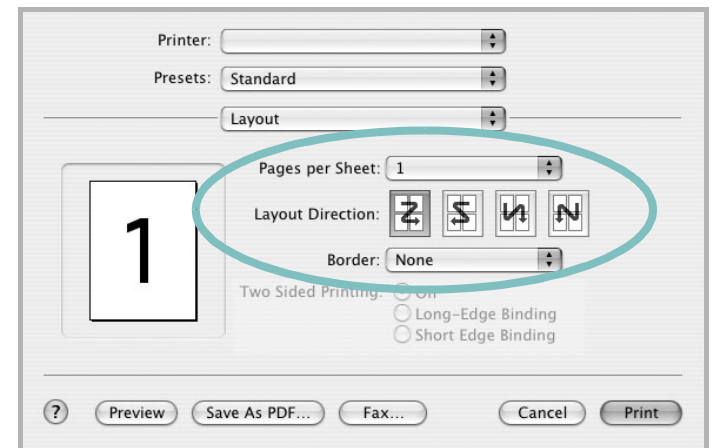 Printer:
Presets: Standard
Layout
Pages per Sheet: 1
Layout Direction:
Border: None
Two Sided Printing: Off
Long-Edge Binding
Short Edge Binding
1
? Preview Save As PDF... Fax... Cancel Print